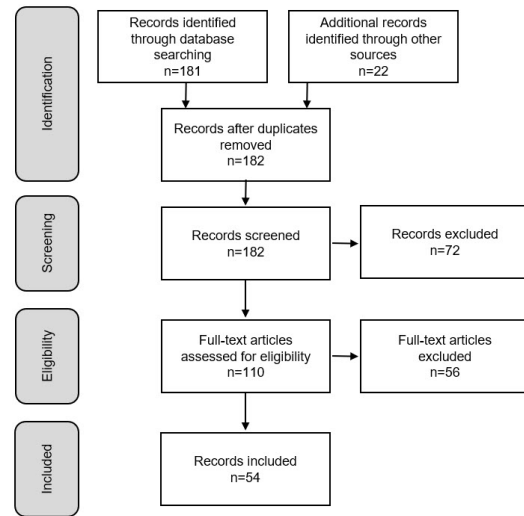 Identification
Records identified
through database
searching
n=181
Additional records
identified through other
sources
n=22
Records after duplicates
removed
n=182
Screening
Records screened
n=182
Records excluded
n=72
Eligibility
Full-text articles
assessed for eligibility
n=110
Full-text articles
excluded
n=56
Included
Records included
n=54